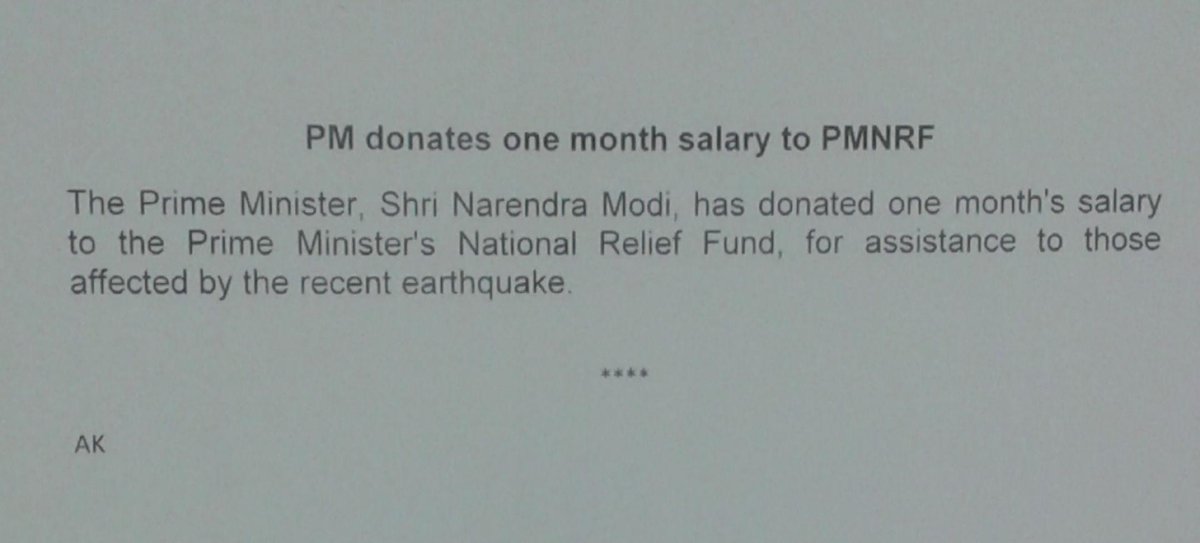 PM donates one month salary to PMNRF
The Prime Minister, Shri Narendra Modi, has donated one month's salary
to the Prime Minister's National Relief Fund, for assistance to those
affected by the recent earthquake.
****
AK